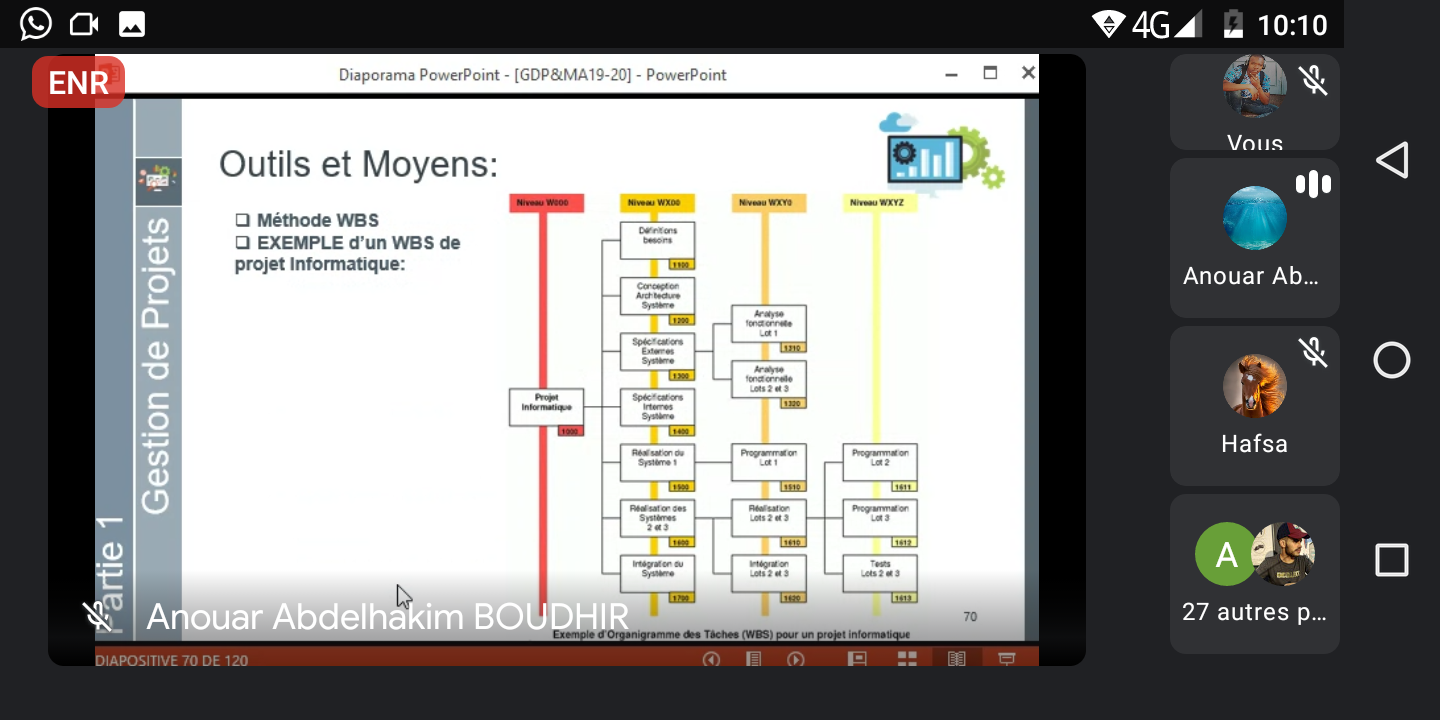 4G 10:10
ENR
Diaporama PowerPoint - [GDP&MA19-20] - PowerPoint
Partie 1
Gestion de Projets
Outils et Moyens:
❑ Méthode WBS
❑ EXEMPLE d'un WBS de
projet Informatique:
Niveau W000
Niveau WX00
Niveau WXY0
Niveau WXYZ
Projet
Informatique
1000
Définitions
besoins
1100
Conception
Architecture
Système
1200
Spécifications
Externes
Système
1300
Spécifications
Internes
Système
1400
Réalisation du
Système 1
1500
Réalisation des
Systèmes
2 et 3
1600
Intégration du
Système
1700
Analyse
fonctionnelle
Lot 1
1310
Analyse
fonctionnelle
Lots 2 et 3
1320
Programmation
Lot 1
1510
Réalisation
Lots 2 et 3
1610
Intégration
Lots 2 et 3
1620
Programmation
Lot 2
1611
Programmation
Lot 3
1612
Tests
Lots 2 et 3
1613
70
Exemple d'Organigramme des Tâches (WBS) pour un projet informatique
Anouar Abdelhakim BOUDHIR
DIAPOSITIVE 70 DE 120
Vous
Anouar Ab...
Hafsa
A
27 autres p...